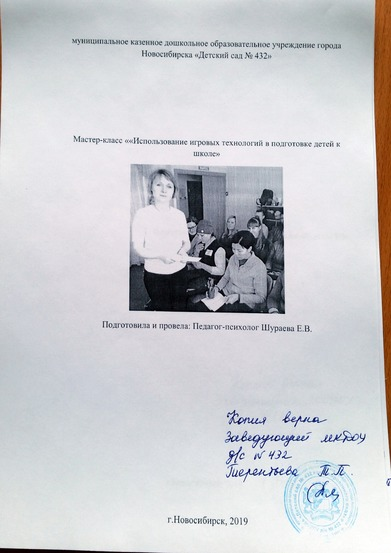 муниципальное казенное дошкольное образовательное учреждение города
Новосибирска «Детский сад № 432»
Мастер-класс ««Использование игровых технологий в подготовке детей к
школе»
Подготовила и провела: Педагог-психолог Шураева Е.В.
Копия верна
Заведующий мкдоу
д/с № 432
Терентьева Т.П.
г.Новосибирск, 2019